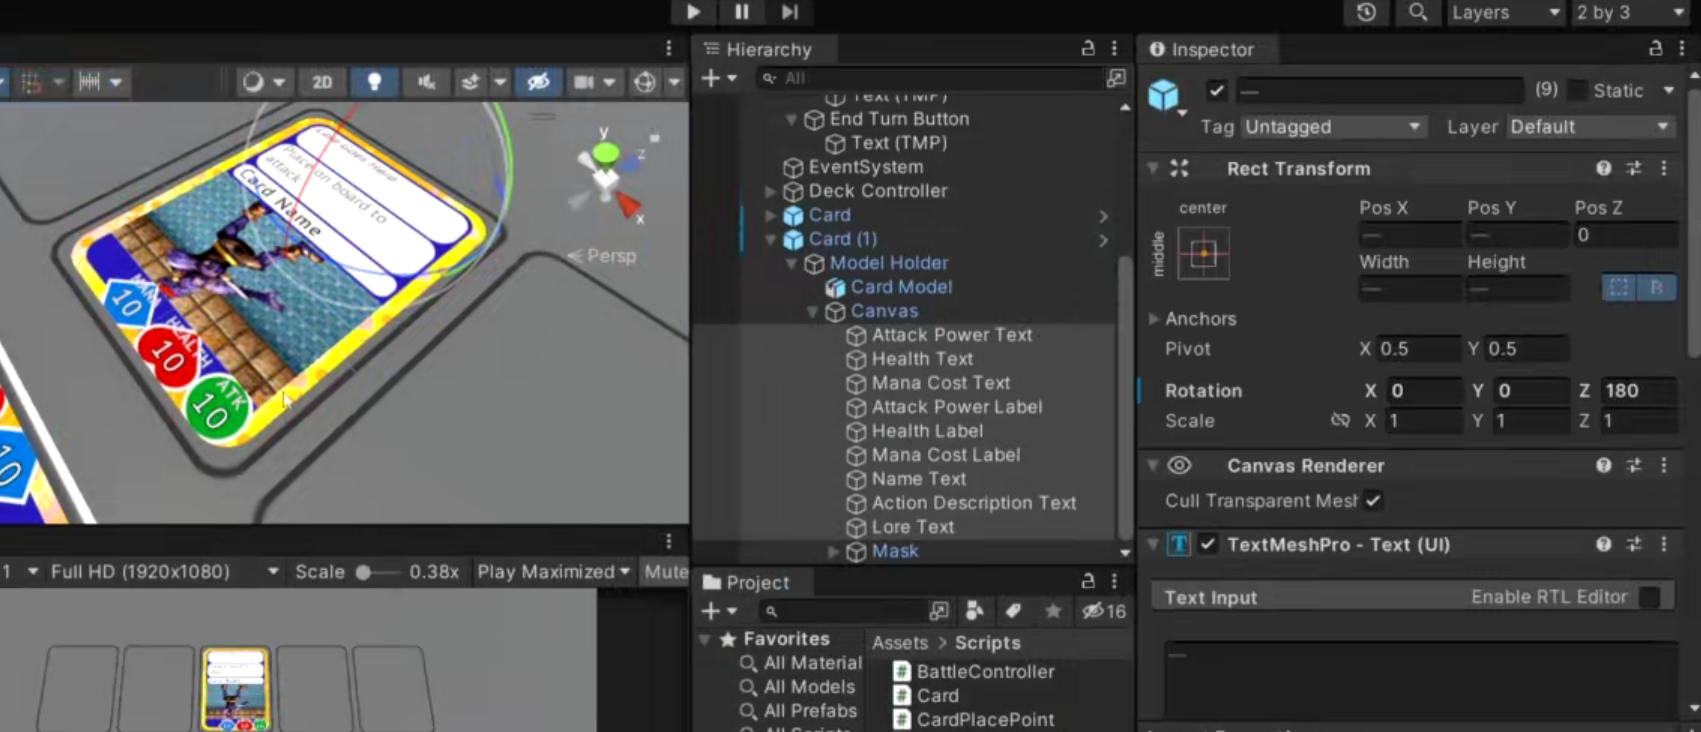 Layers
2 by 3
2D
Persp
y
z
x
Card Name
Place on board to
attack
MANA
10
HEALTH
10
ATK
10
10
1
Full HD (1920x1080)
Scale
0.38x
Play Maximized
Mute
Hierarchy
All
Text (TMP)
End Turn Button
Text (TMP)
EventSystem
Deck Controller
Card
Card (1)
Model Holder
Card Model
Canvas
Attack Power Text
Health Text
Mana Cost Text
Attack Power Label
Health Label
Mana Cost Label
Name Text
Action Description Text
Lore Text
Mask
Project
16
Favorites
All Material
All Models
All Prefabs
Assets > Scripts
BattleController
Card
CardPlacePoint
Inspector
— (9) Static
Tag Untagged Layer Default
Rect Transform
center
middle
Pos X Pos Y Pos Z
— — 0
Width Height
— —
B
Anchors
Pivot X 0.5 Y 0.5
Rotation X 0 Y 0 Z 180
Scale X 1 Y 1 Z 1
Canvas Renderer
Cull Transparent Mesh
TextMeshPro - Text (UI)
Text Input Enable RTL Editor
—